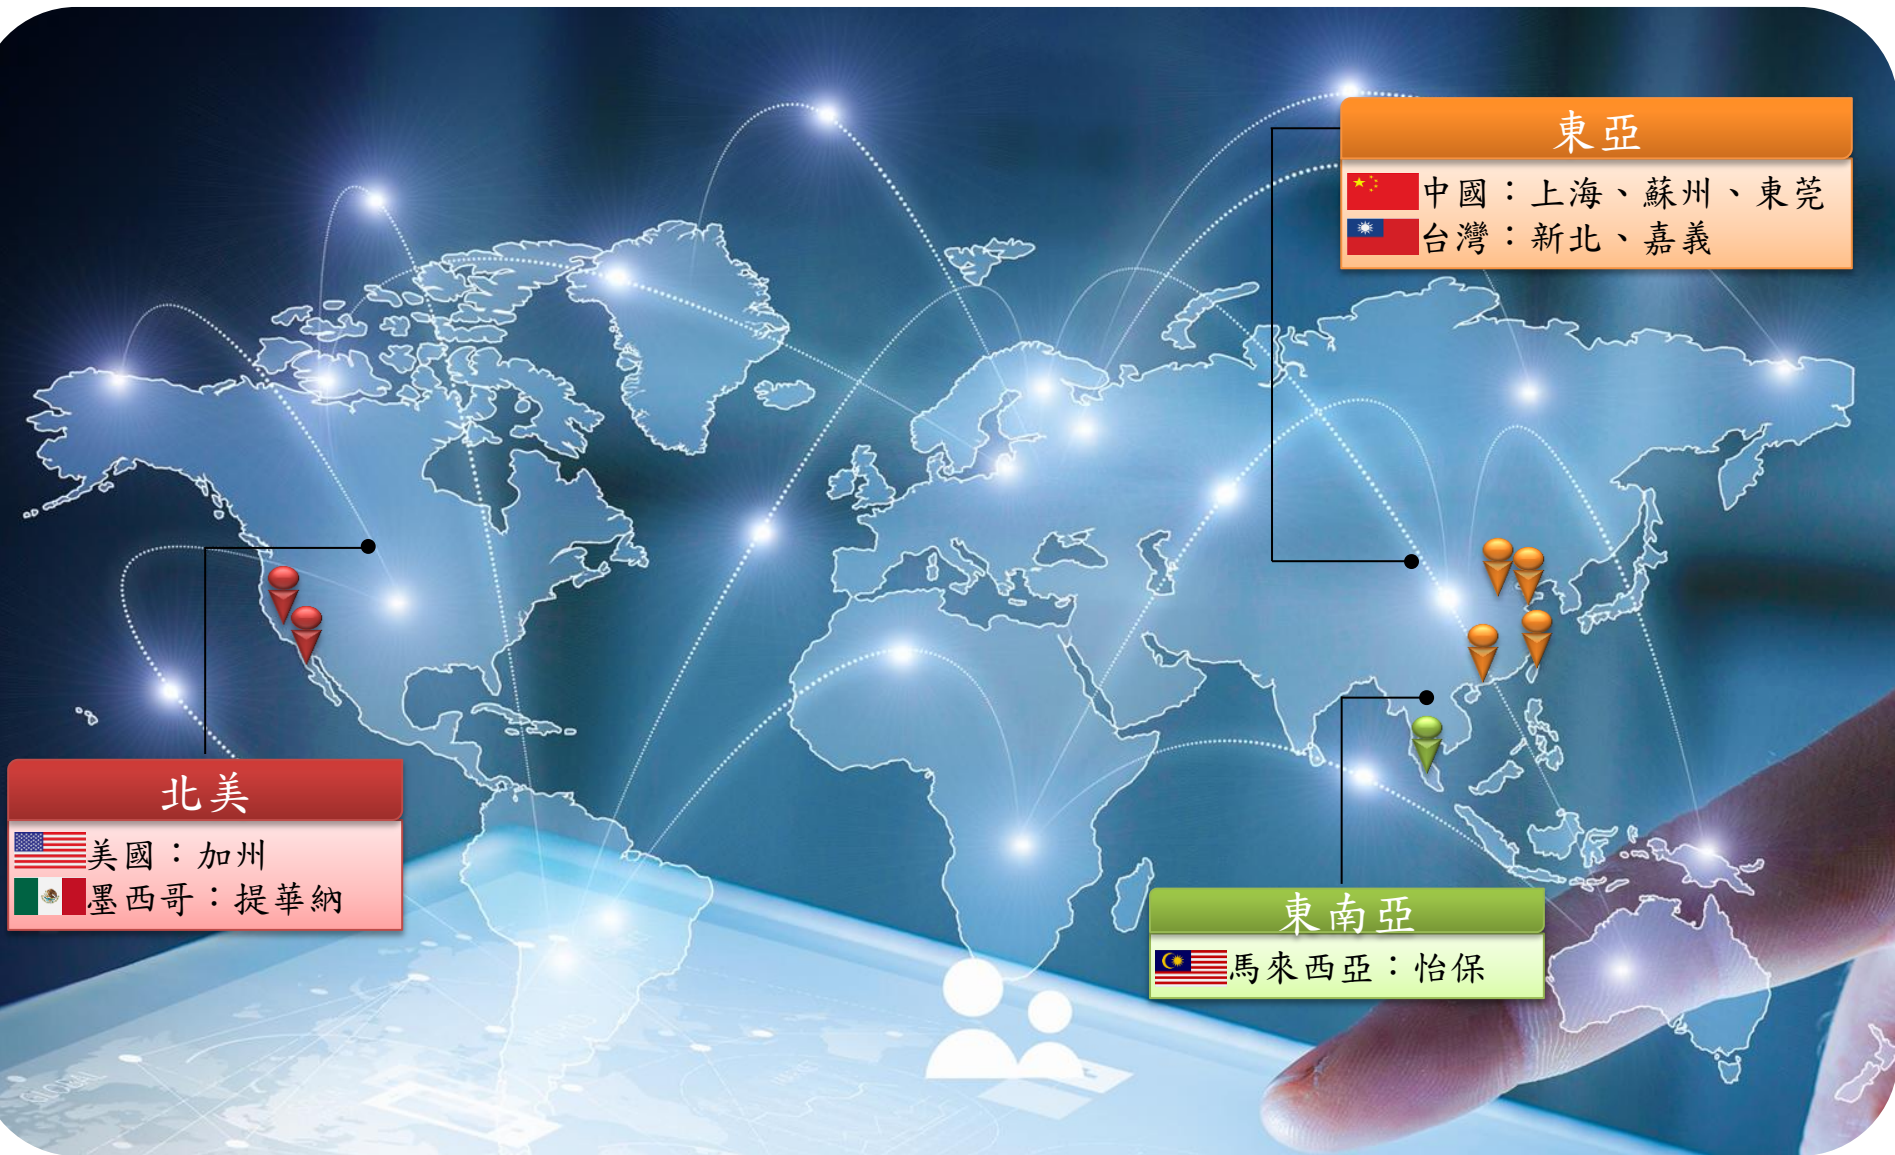 東亞
中國：上海、蘇州、東莞
台灣：新北、嘉義
北美
美國：加州
墨西哥：提華納
東南亞
馬來西亞：怡保
GLOBAL